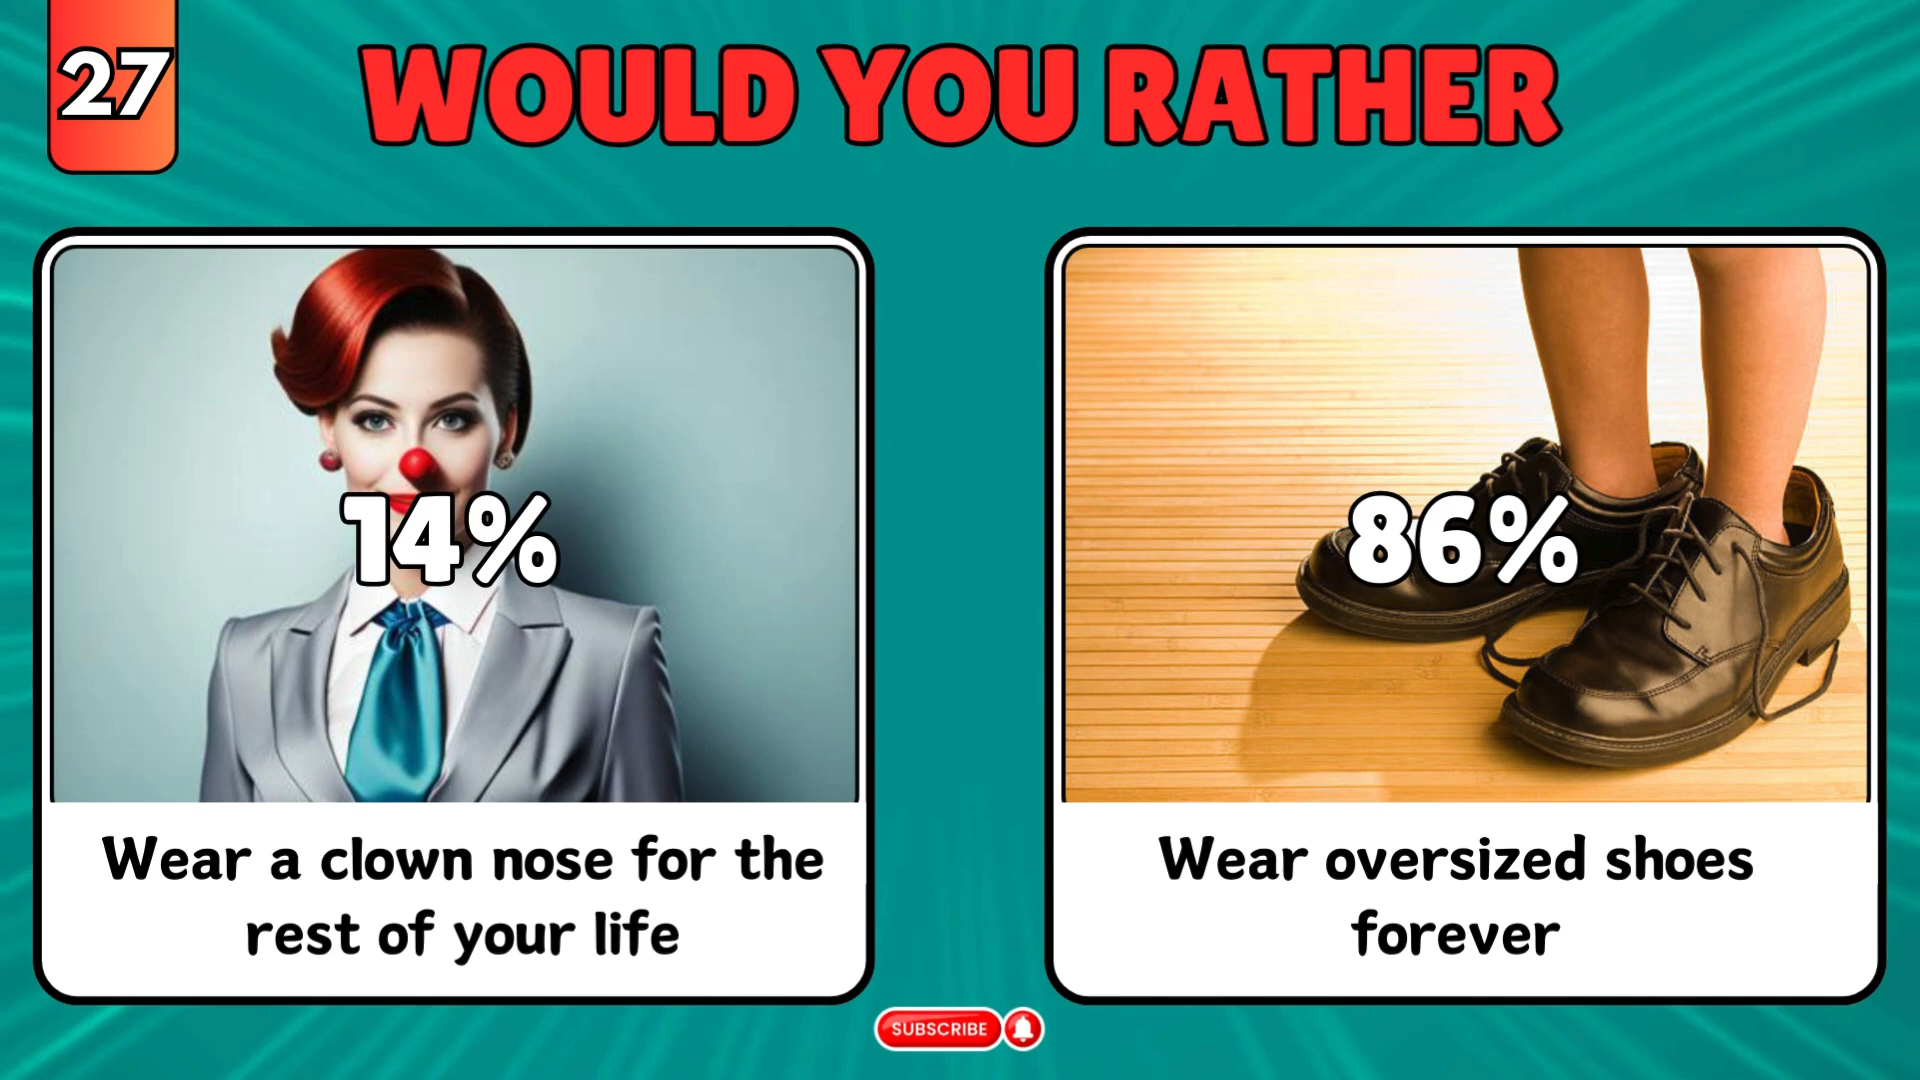 27
WOULD YOU RATHER
14%
86%
Wear a clown nose for the
rest of your life
Wear oversized shoes
forever
SUBSCRIBE